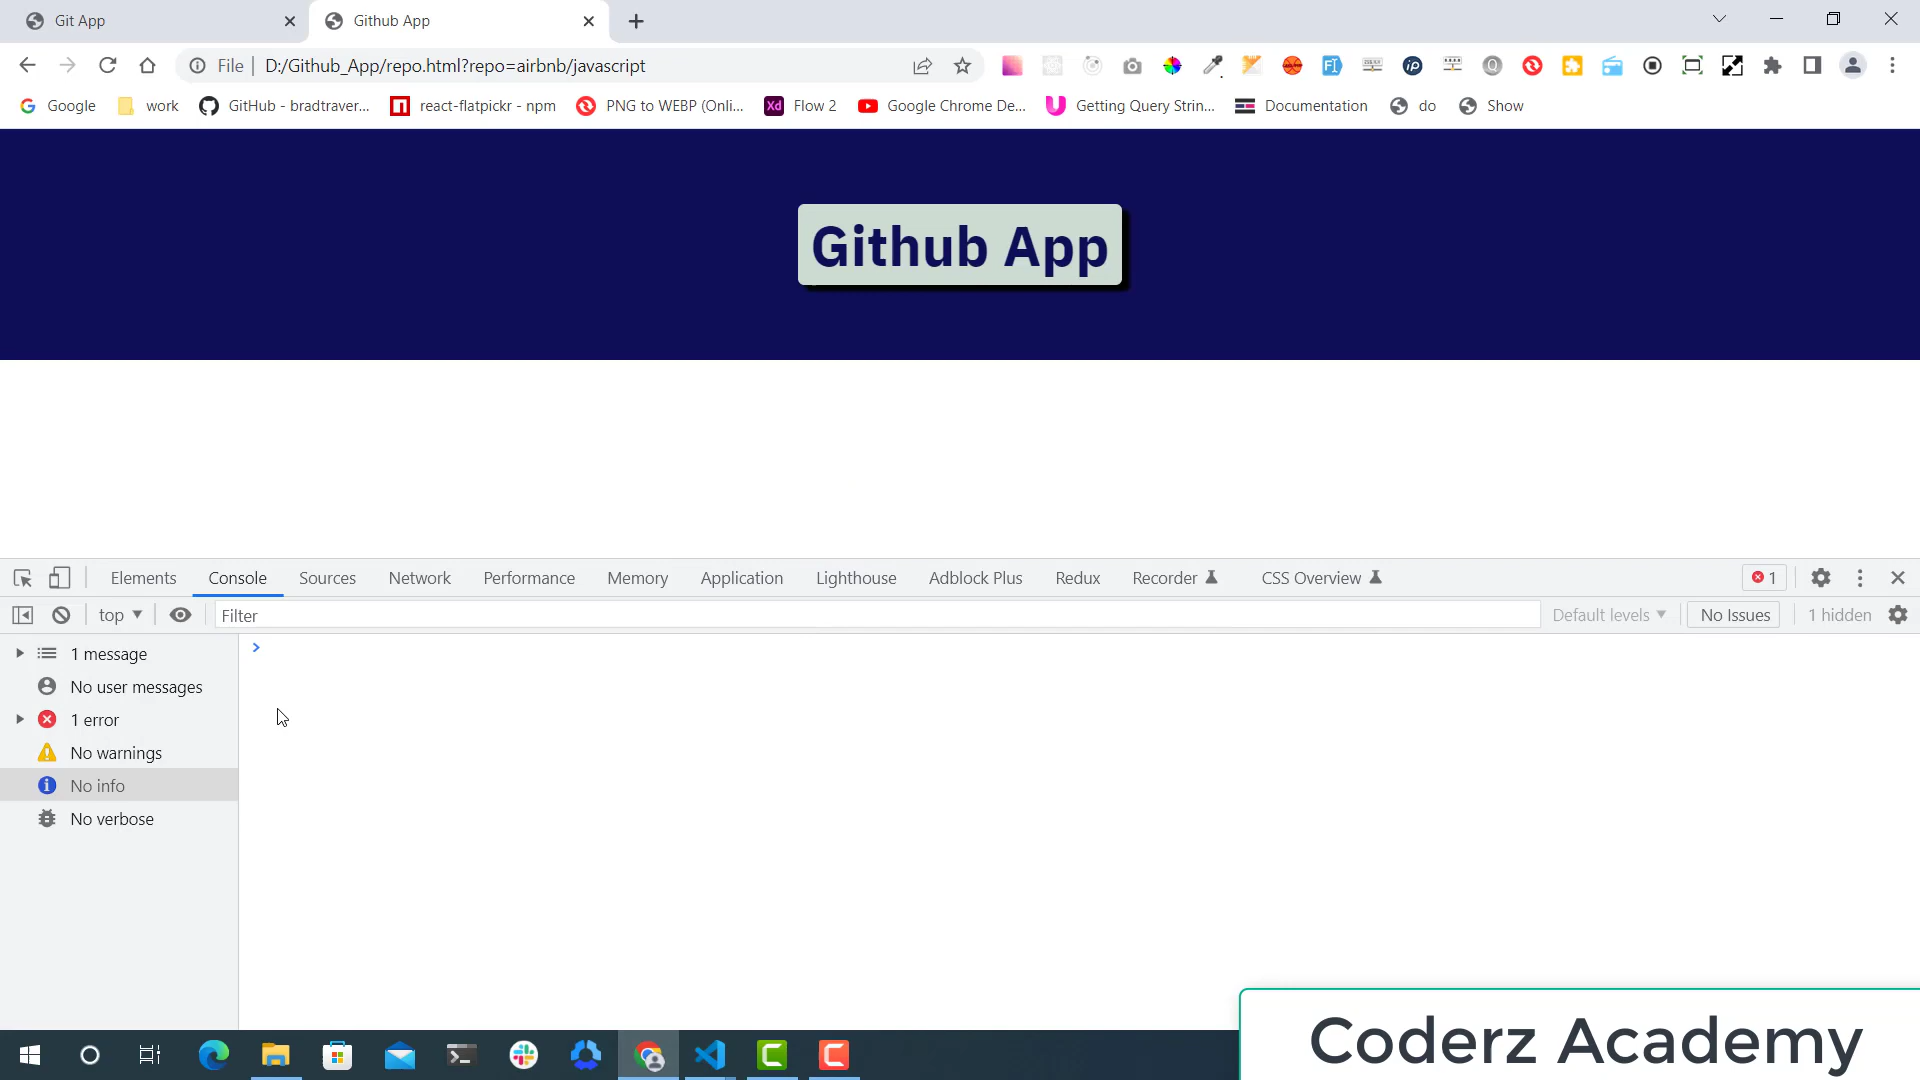 Git App
Github App
File D:/Github_App/repo.html?repo=airbnb/javascript
Google work GitHub - bradtraver... react-flatpickr - npm PNG to WEBP (Onli... Flow 2 Google Chrome De... Getting Query Strin... Documentation do Show
Github App
Elements Console Sources Network Performance Memory Application Lighthouse Adblock Plus Redux Recorder CSS Overview 1
top Filter Default levels No Issues 1 hidden
1 message
No user messages
1 error
No warnings
No info
No verbose
Coderz Academy